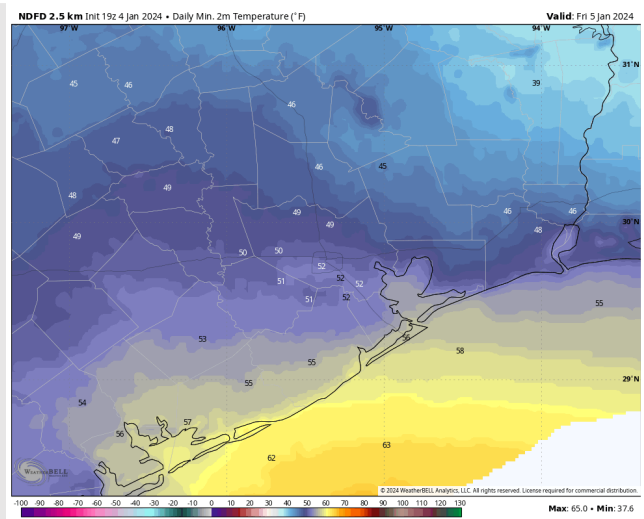 NDFD 2.5 km Init 19z 4 Jan 2024 • Daily Min. 2m Temperature (°F)
Valid: Fri 5 Jan 2024
97°W 96°W 95°W 94°W
31°N
39
45 46 46
48
47
46 45
49
48
49 46 46
49 48
49
30°N
50 50
52
51 52 52
51 52
55
53
56
58
55
29°N
55
54
57
56
63
62
WeatherBELL
© 2024 WeatherBELL Analytics, LLC. All rights reserved. License required for commercial distribution.
-100 -90 -80 -70 -60 -50 -40 -30 -20 -10 0 10 20 30 40 50 60 70 80 90 100 110 120 130
Max: 65.0 • Min: 37.6